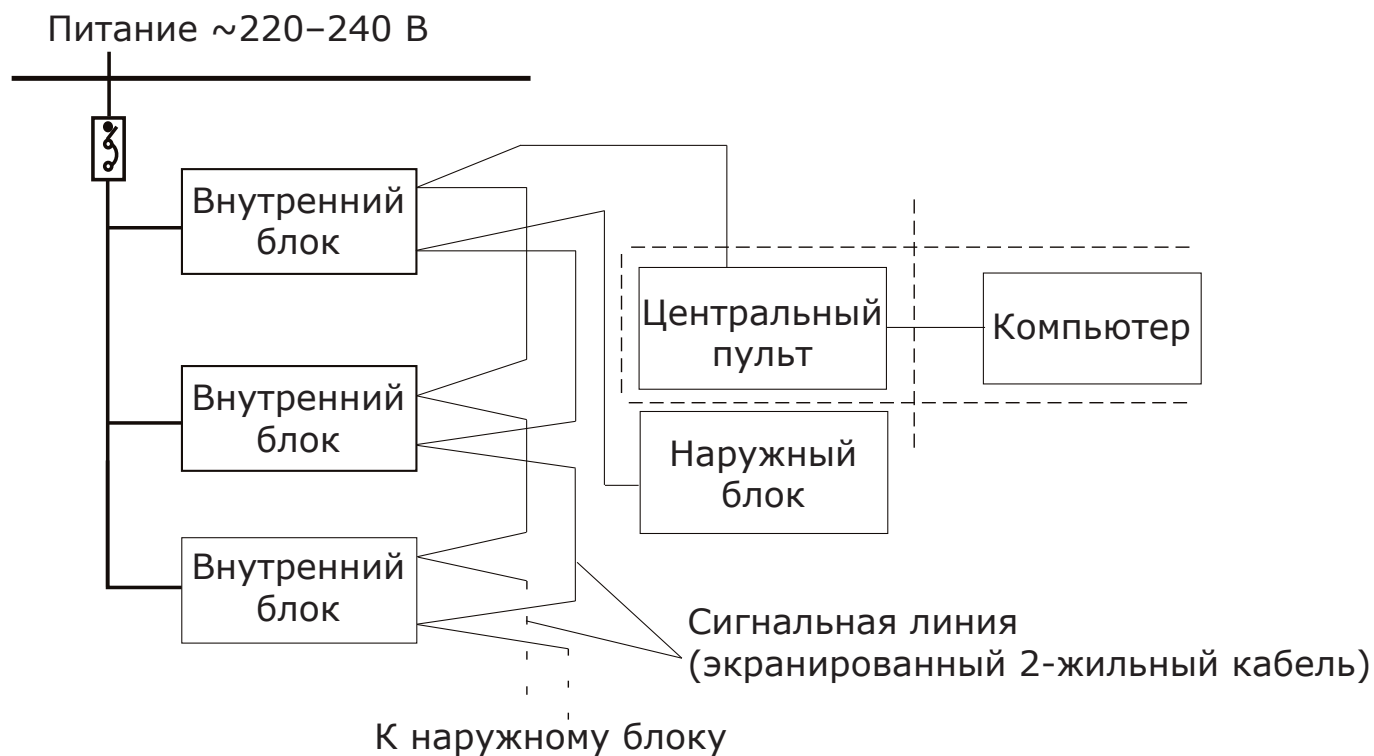 Питание ~220–240 В
Внутренний
блок
Центральный
пульт
Компьютер
Внутренний
блок
Наружный
блок
Внутренний
блок
Сигнальная линия
(экранированный 2-жильный кабель)
К наружному блоку